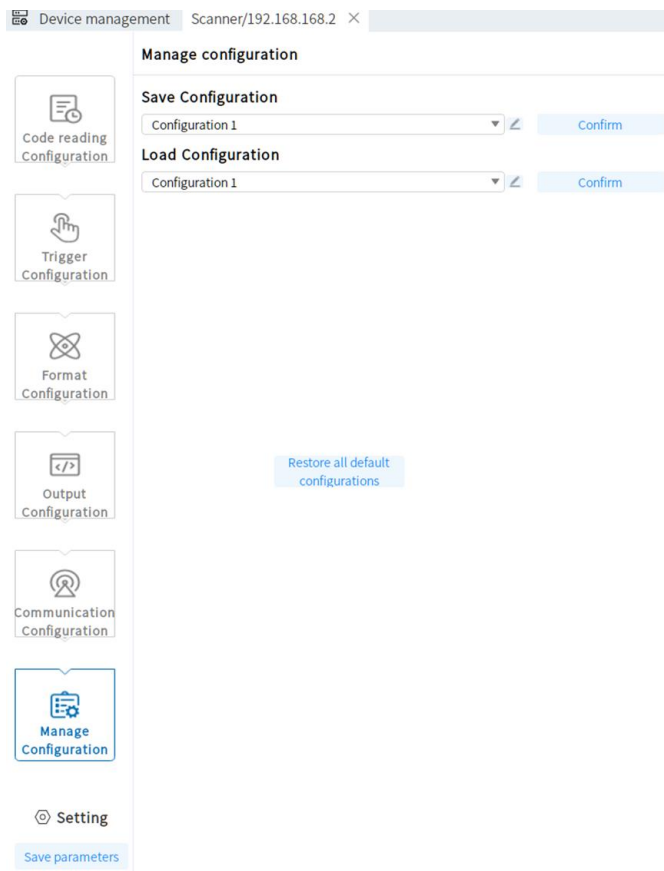 Device management Scanner/192.168.168.2
Manage configuration
Code reading
Configuration
Trigger
Configuration
Format
Configuration
Output
Configuration
Communication
Configuration
Manage
Configuration
Setting
Save parameters
Save Configuration
Configuration 1 Confirm
Load Configuration
Configuration 1 Confirm
Restore all default
configurations